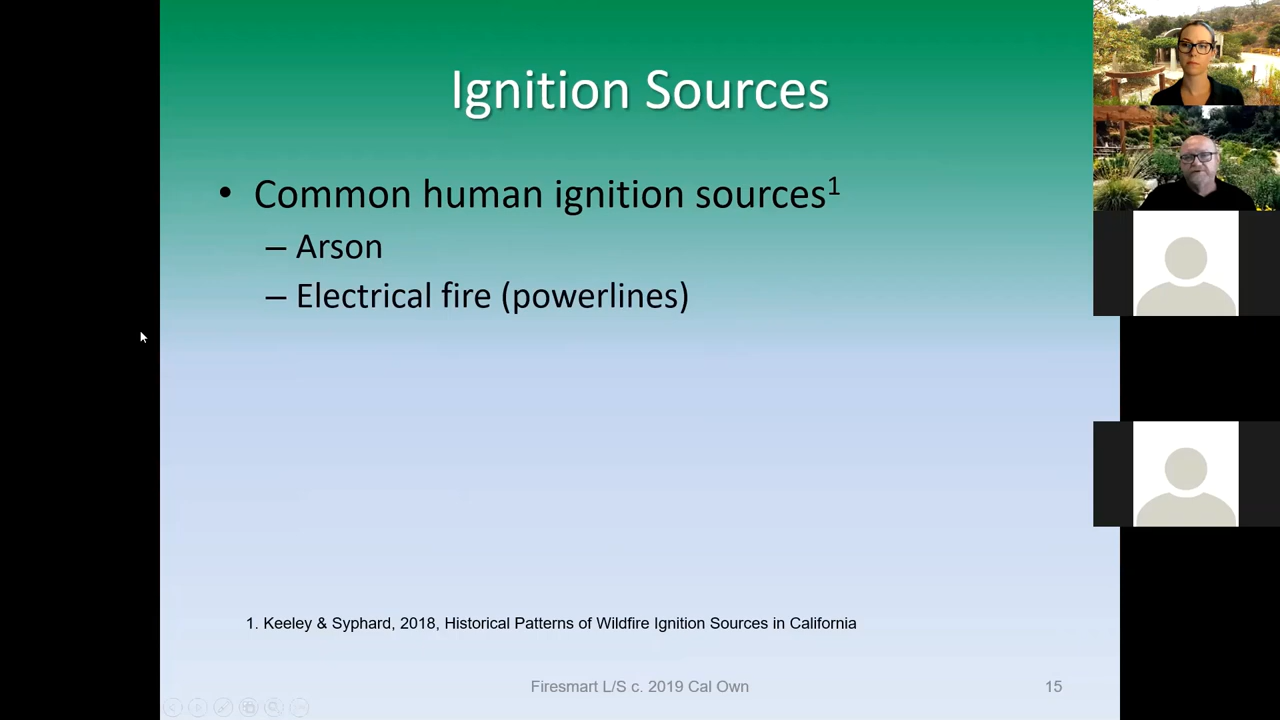 Ignition Sources
• Common human ignition sources¹
– Arson
– Electrical fire (powerlines)
1. Keeley & Syphard, 2018, Historical Patterns of Wildfire Ignition Sources in California
Firesmart L/S c. 2019 Cal Own
15